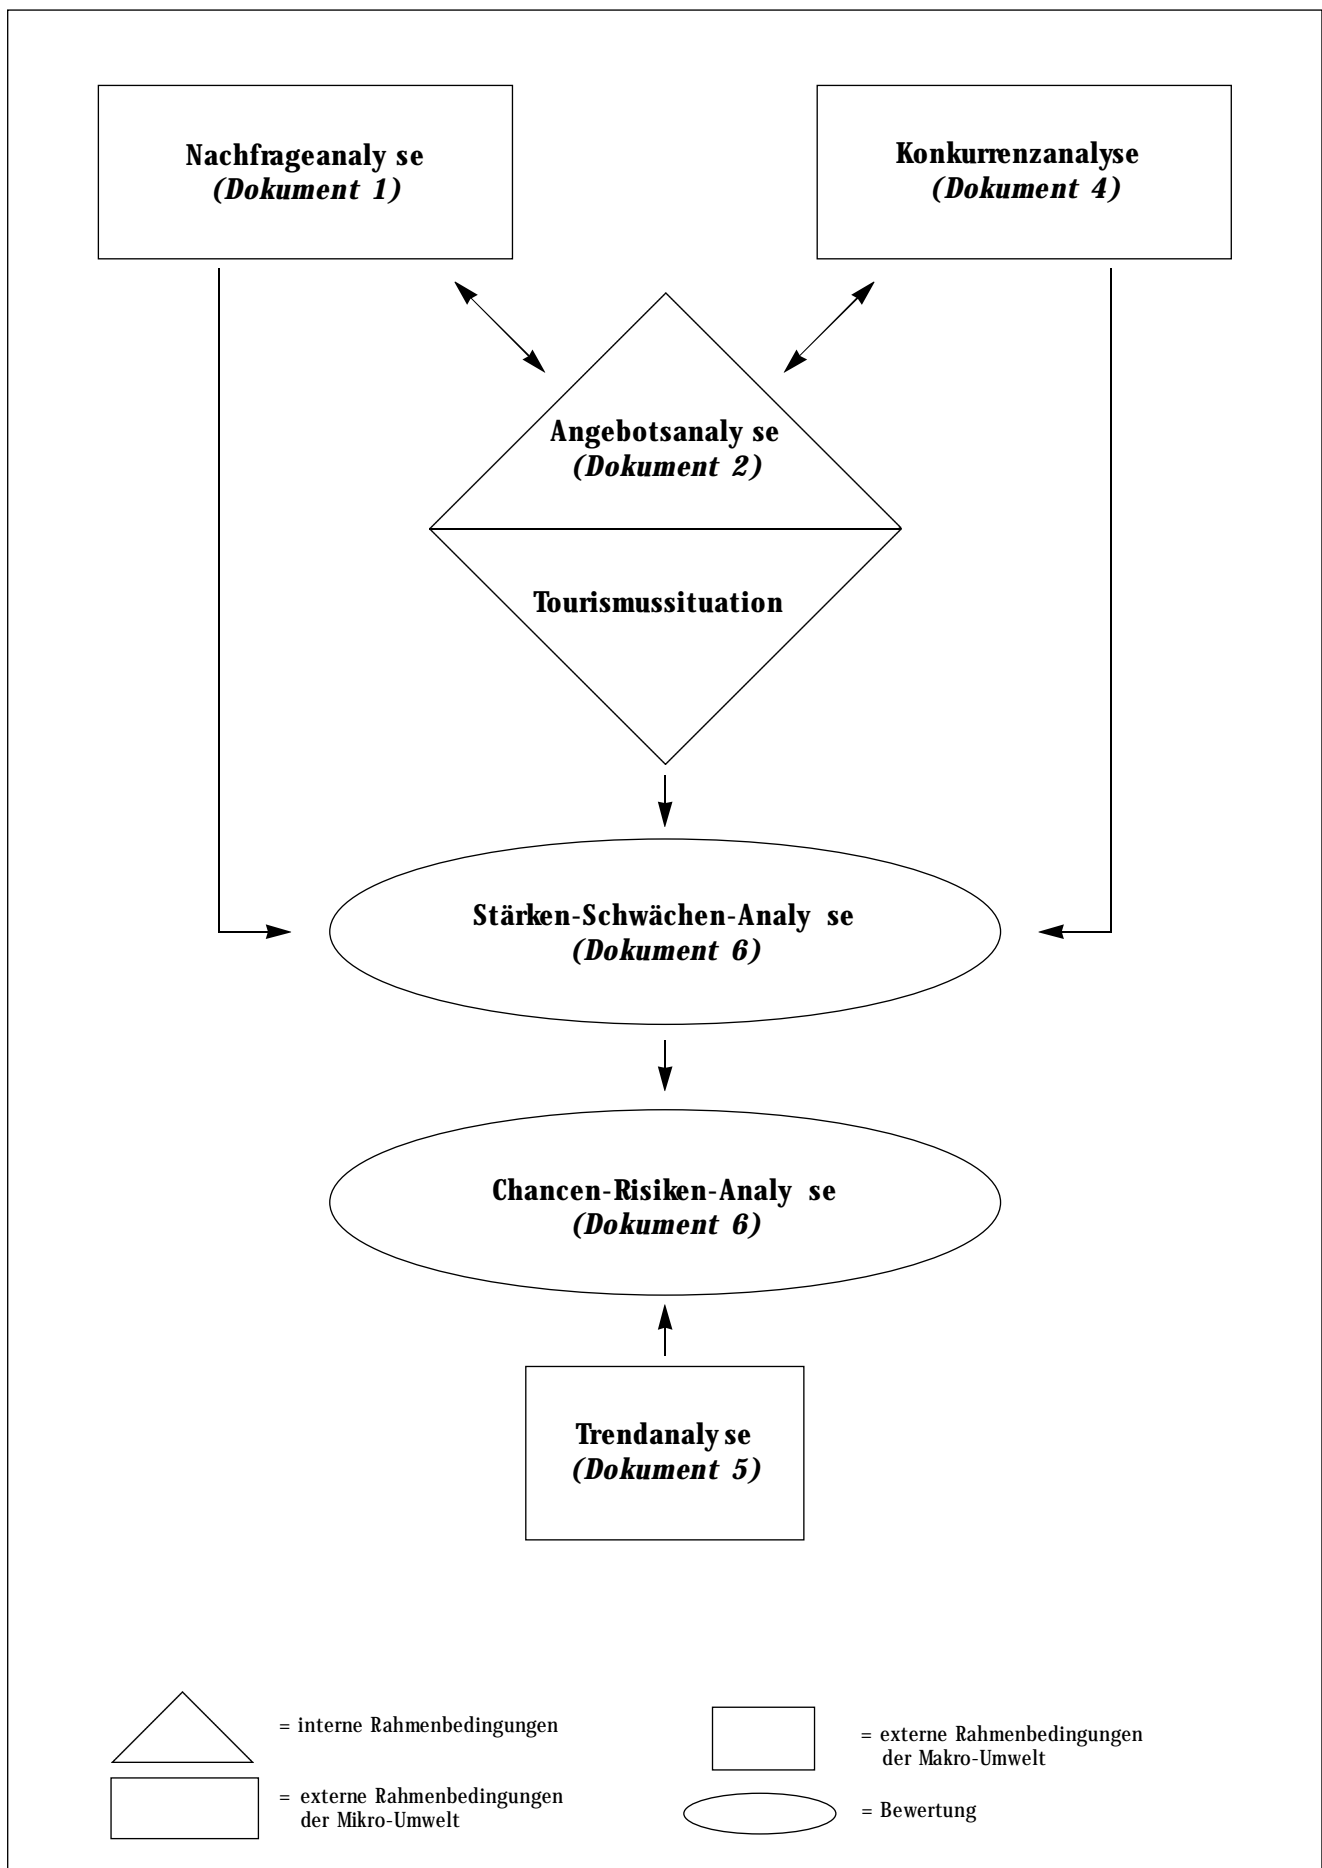 Nachfrageanaly se
(Dokument 1)
Konkurrenzanalyse
(Dokument 4)
Angebotsanaly se
(Dokument 2)
Tourismussituation
Stärken-Schwächen-Analy se
(Dokument 6)
Chancen-Risiken-Analy se
(Dokument 6)
Trendanaly se
(Dokument 5)
= interne Rahmenbedingungen
= externe Rahmenbedingungen
der Mikro-Umwelt
= externe Rahmenbedingungen
der Makro-Umwelt
= Bewertung